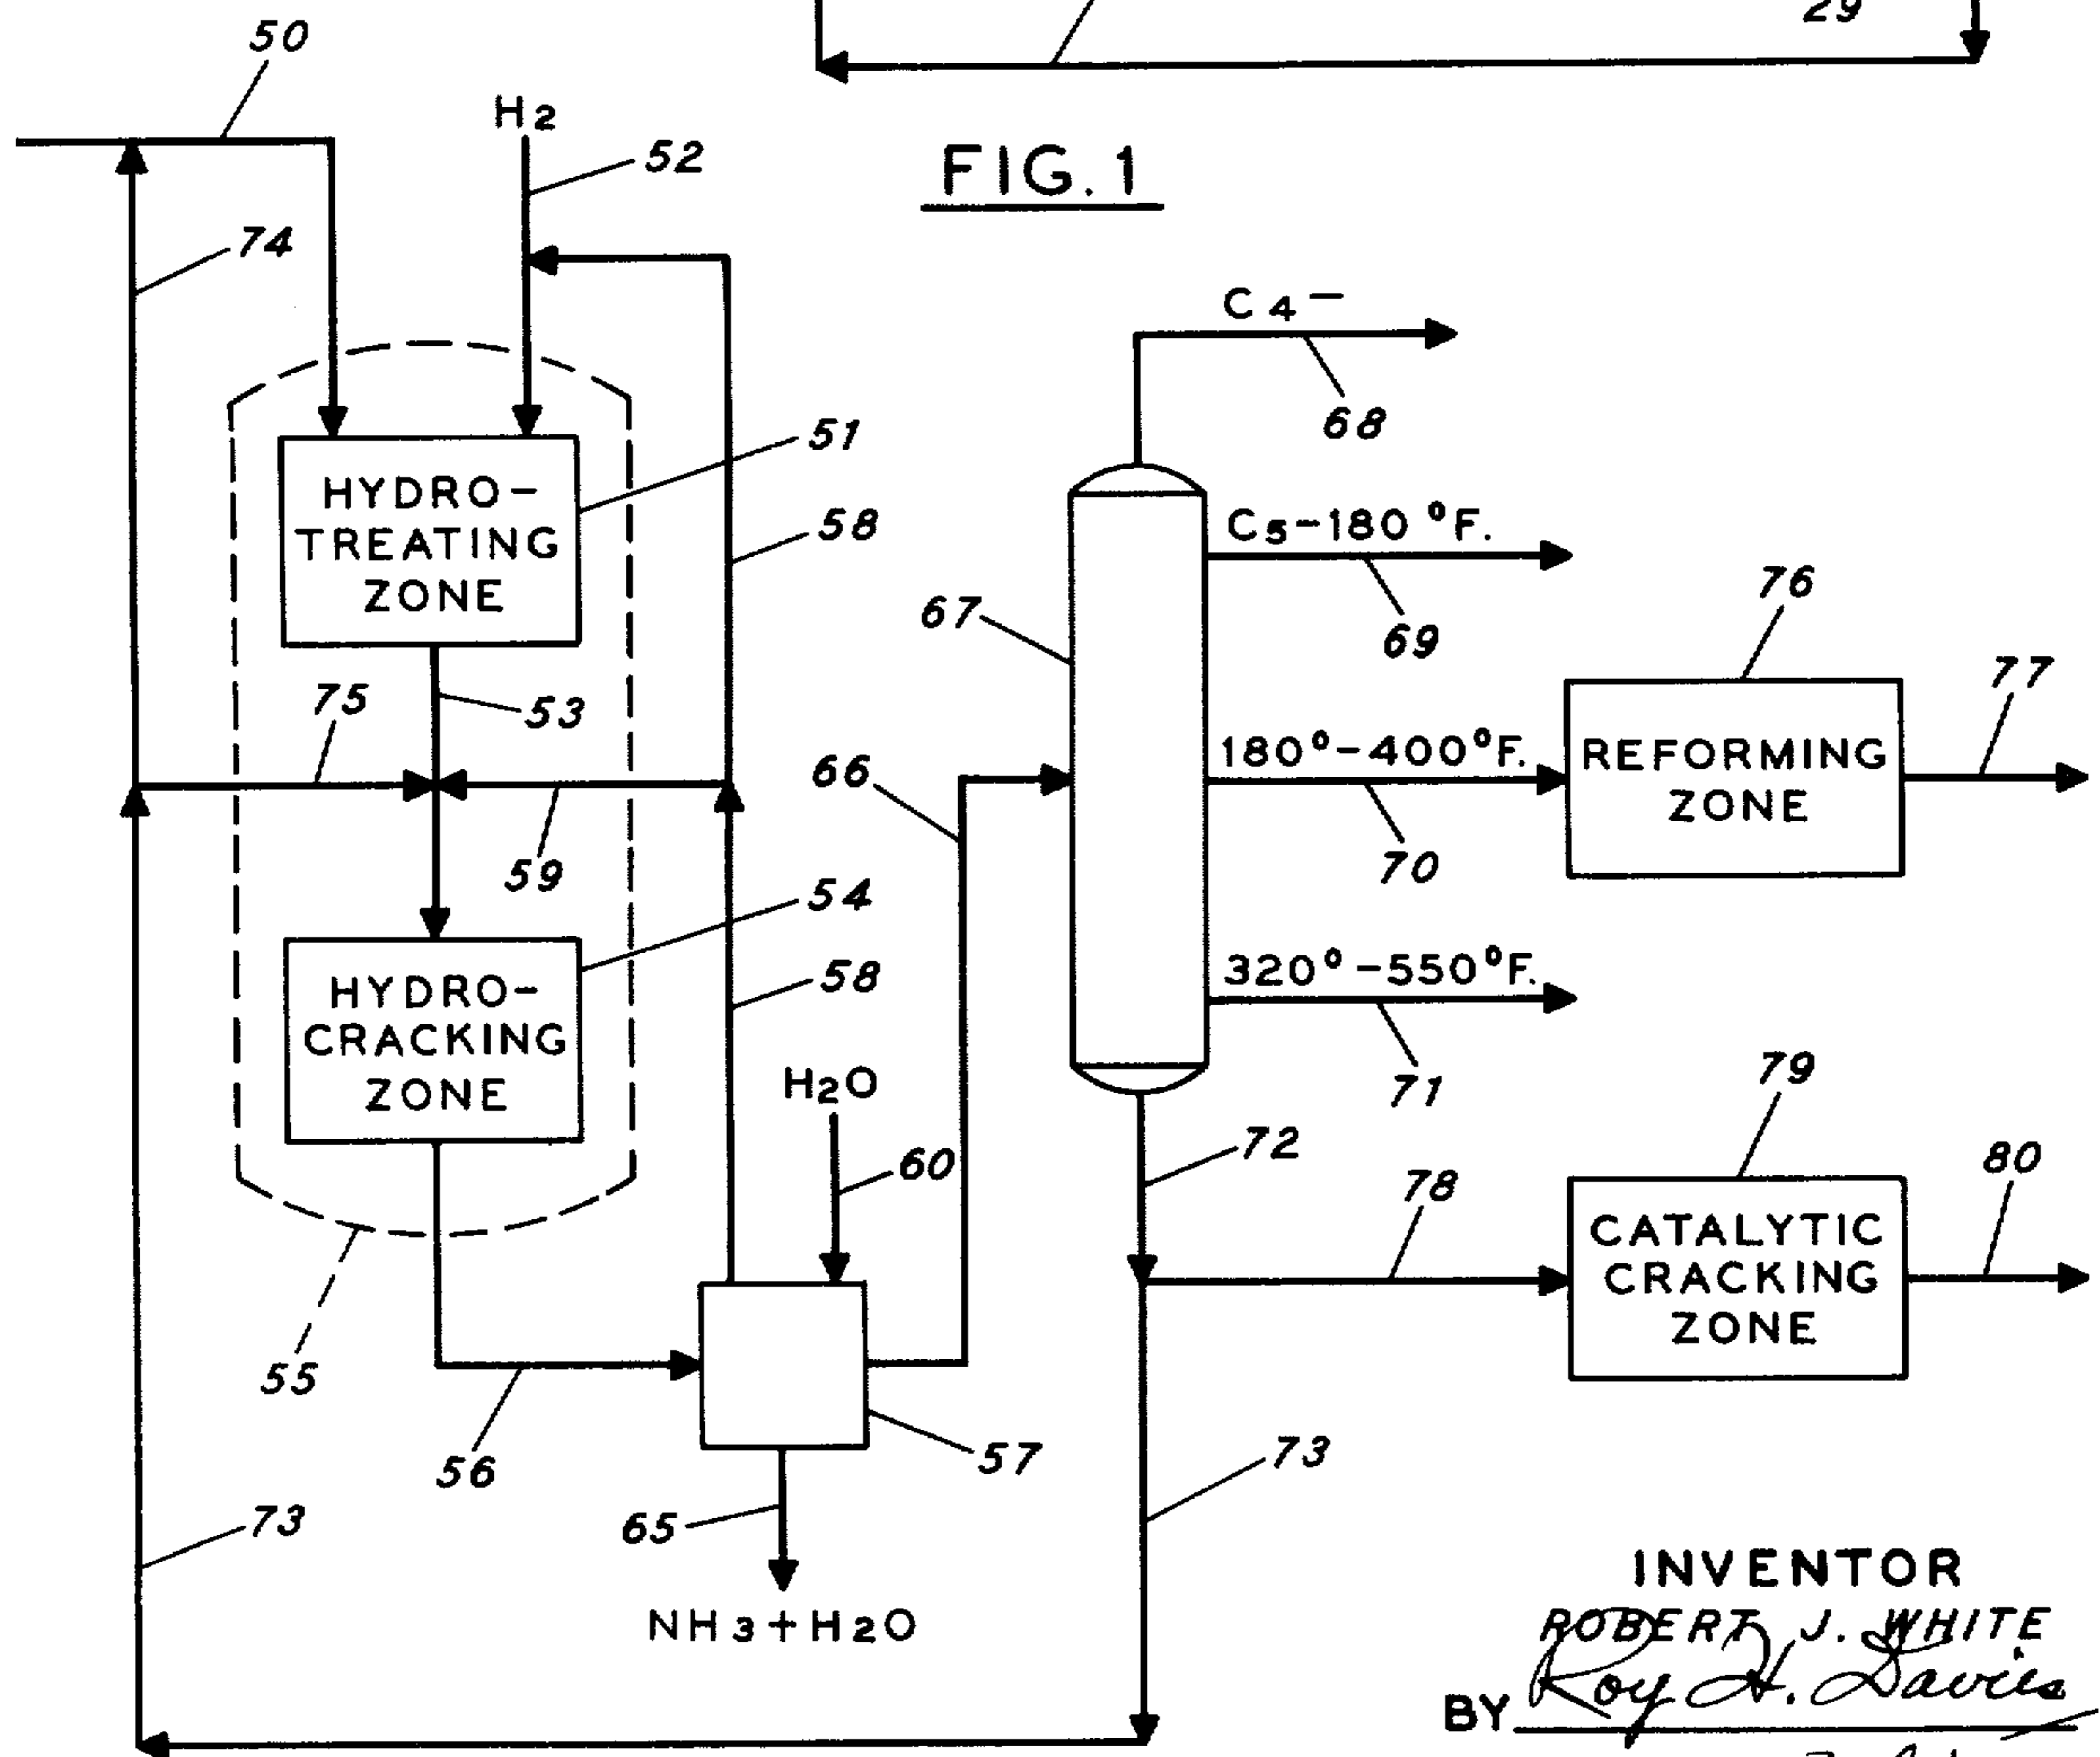 29
50
H2
52
FIG. 1
74
C4-
68
51
HYDRO-
TREATING
ZONE
58
C5-180 °F.
69
67
76
77
75
53
180°-400°F.
REFORMING
ZONE
66
70
59
54
HYDRO-
CRACKING
ZONE
58
320°-550°F.
71
H2O
60
72
79
78
80
CATALYTIC
CRACKING
ZONE
55
56
57
73
65
73
NH3+H2O
INVENTOR
ROBERT J. WHITE
BY Roy H. Davies